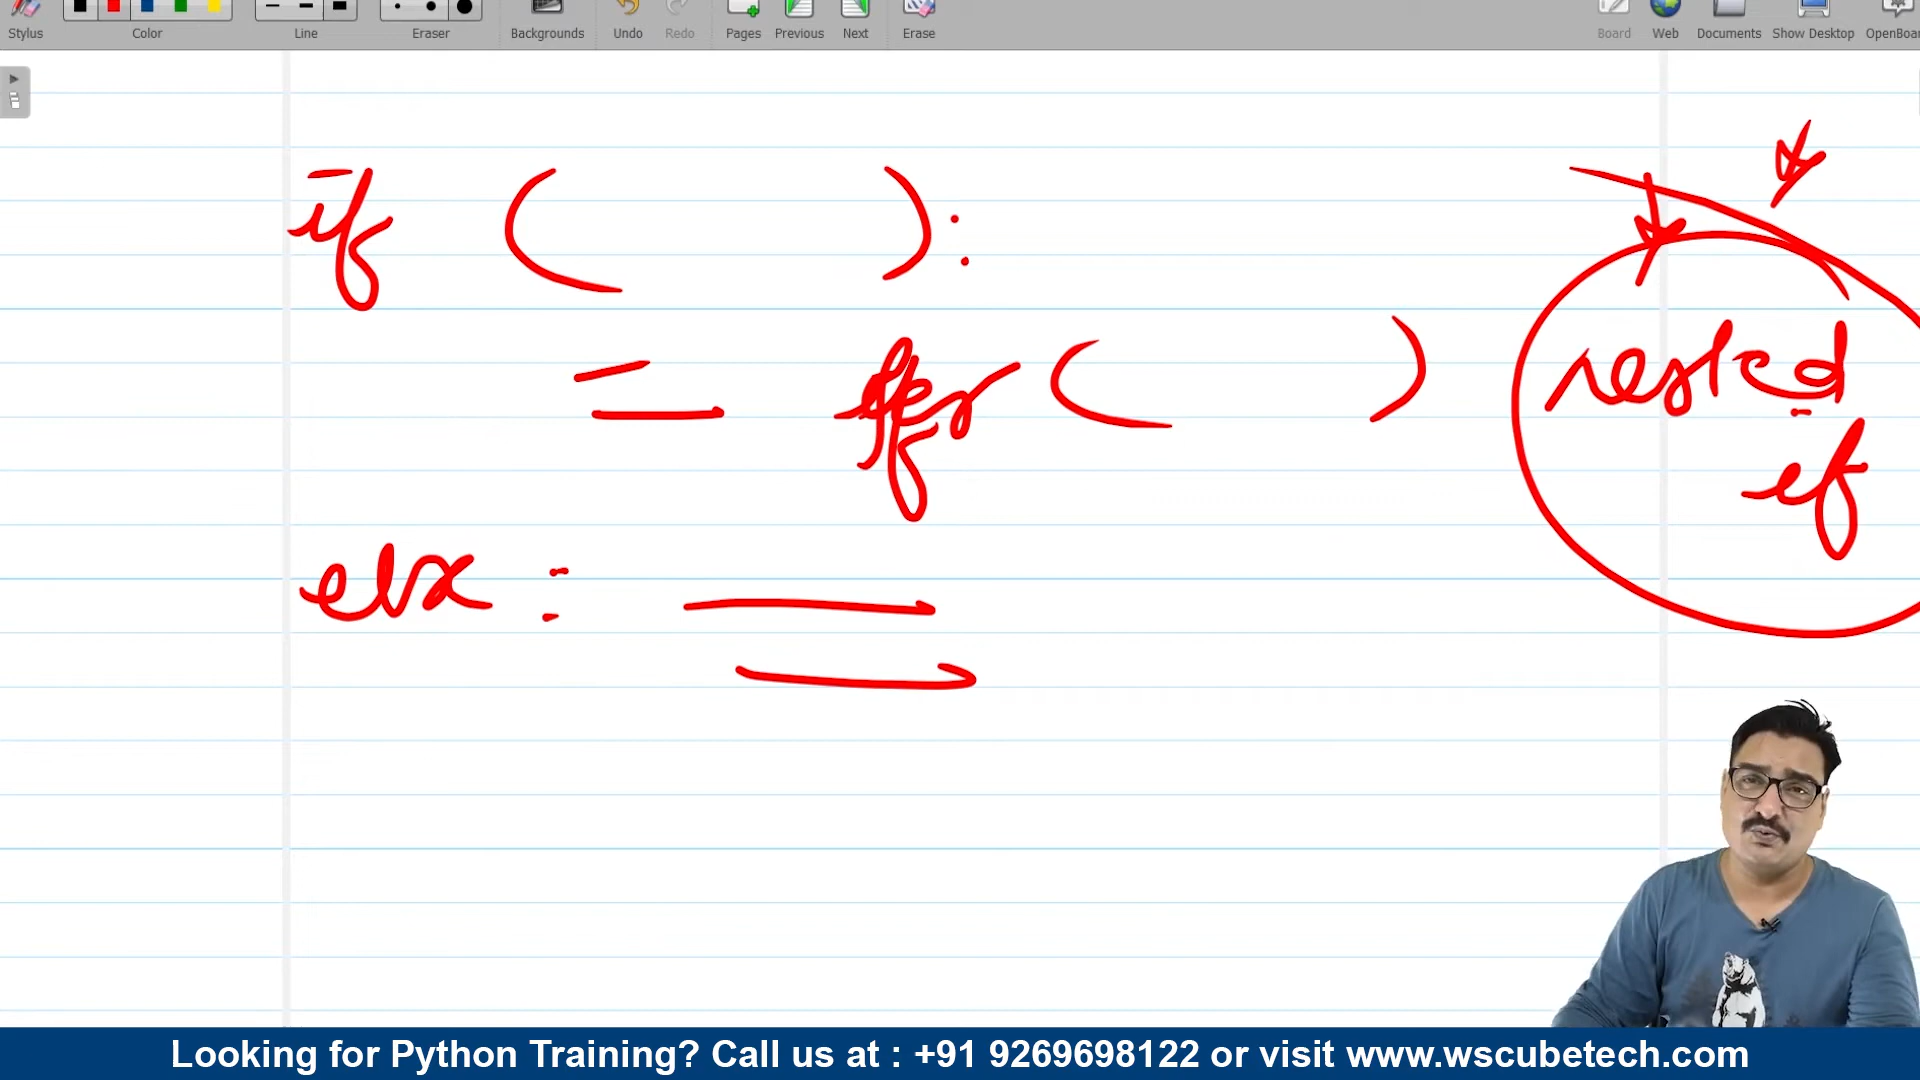 Stylus Color Line Eraser Backgrounds Undo Redo Pages Previous Next Erase Board Web Documents Show Desktop OpenBoar
if ( ):
( )
nested
if
else :
Looking for Python Training? Call us at : +91 9269698122 or visit www.wscubetech.com